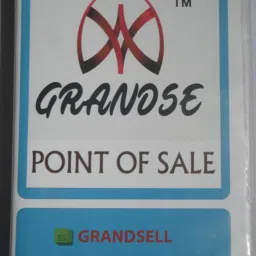 TM
GRANDSE
POINT OF SALE
GRANDSELL